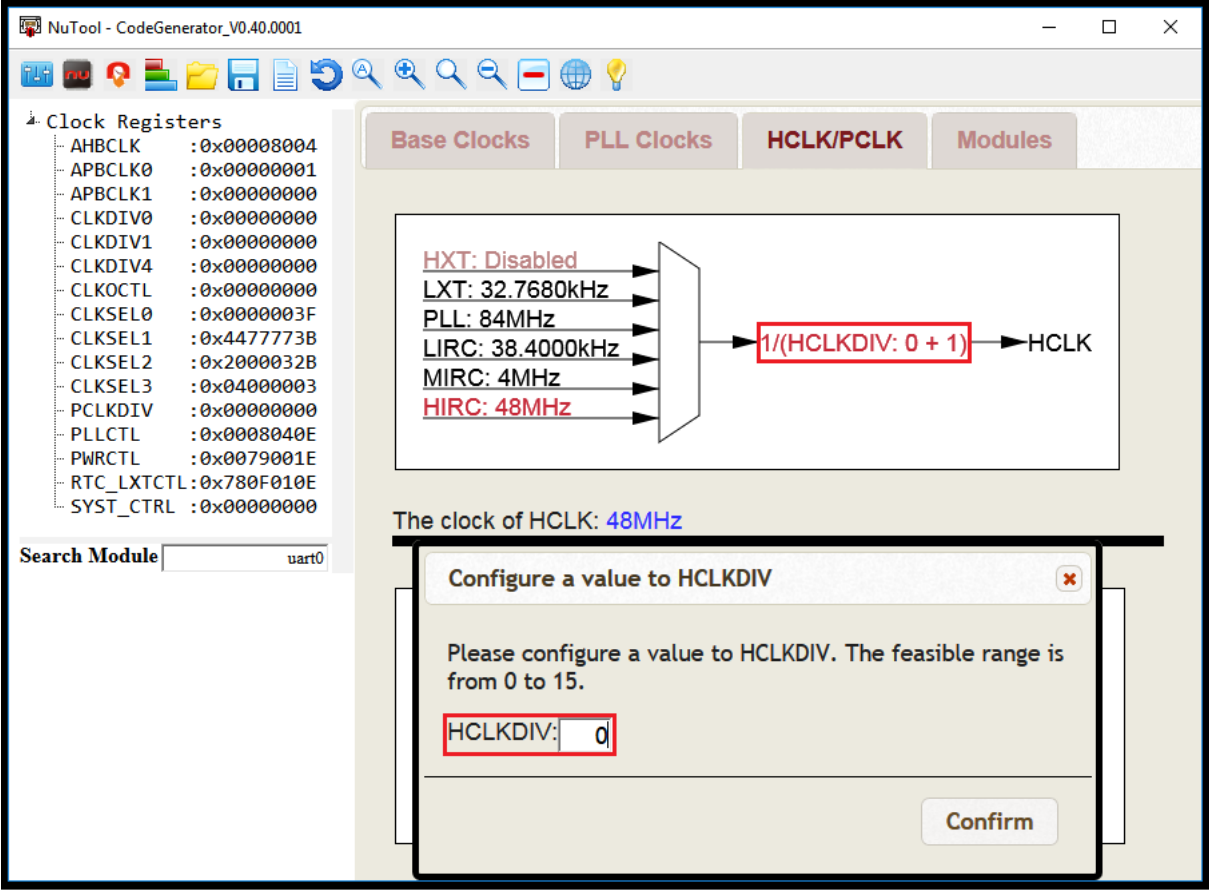 NuTool - CodeGenerator_V0.40.0001
Clock Registers
AHBCLK :0x00008004
APBCLK0 :0x00000001
APBCLK1 :0x00000000
CLKDIV0 :0x00000000
CLKDIV1 :0x00000000
CLKDIV4 :0x00000000
CLKOCTL :0x00000000
CLKSEL0 :0x0000003F
CLKSEL1 :0x4477773B
CLKSEL2 :0x2000032B
CLKSEL3 :0x04000003
PCLKDIV :0x00000000
PLLCTL :0x0008040E
PWRCTL :0x0079001E
RTC_LXTCTL:0x780F010E
SYST_CTRL :0x00000000
Search Module uart0
Base Clocks PLL Clocks HCLK/PCLK Modules
HXT: Disabled
LXT: 32.7680kHz
PLL: 84MHz
LIRC: 38.4000kHz
MIRC: 4MHz
HIRC: 48MHz
1/(HCLKDIV: 0 + 1)
HCLK
The clock of HCLK: 48MHz
Configure a value to HCLKDIV
Please configure a value to HCLKDIV. The feasible range is
from 0 to 15.
HCLKDIV: 0
Confirm